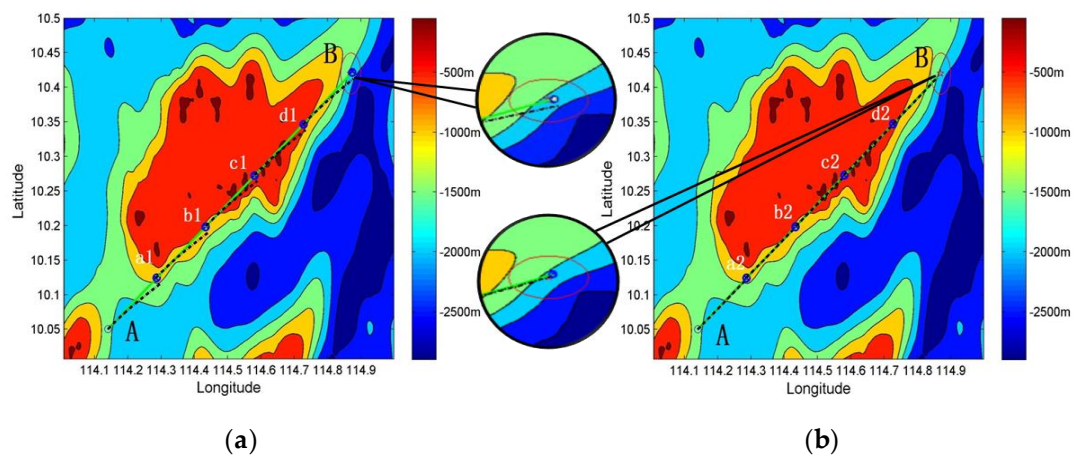 10.5
10.45
10.4
10.35
10.3
10.25
10.2
10.15
10.1
10.05
Latitude
114.1 114.2 114.3 114.4 114.5 114.6 114.7 114.8 114.9
Longitude
A
a1
b1
c1
d1
B
-500m
-1000m
-1500m
-2000m
-2500m
(a)
10.5
10.45
10.4
10.35
10.3
10.25
10.2
10.15
10.1
10.05
Latitude
114.1 114.2 114.3 114.4 114.5 114.6 114.7 114.8 114.9
Longitude
A
a2
b2
c2
d2
B
-500m
-1000m
-1500m
-2000m
-2500m
(b)